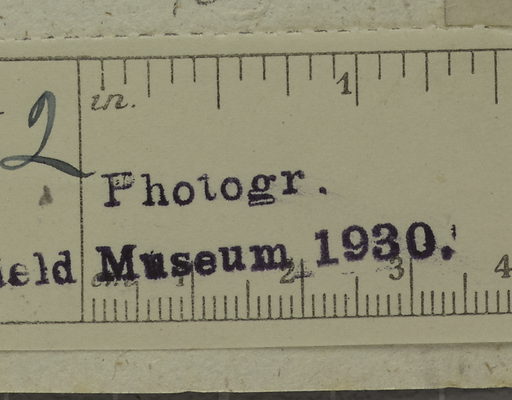 in. 1
2
Photogr.
ield Museum 1930.
cm 1 2 3 4